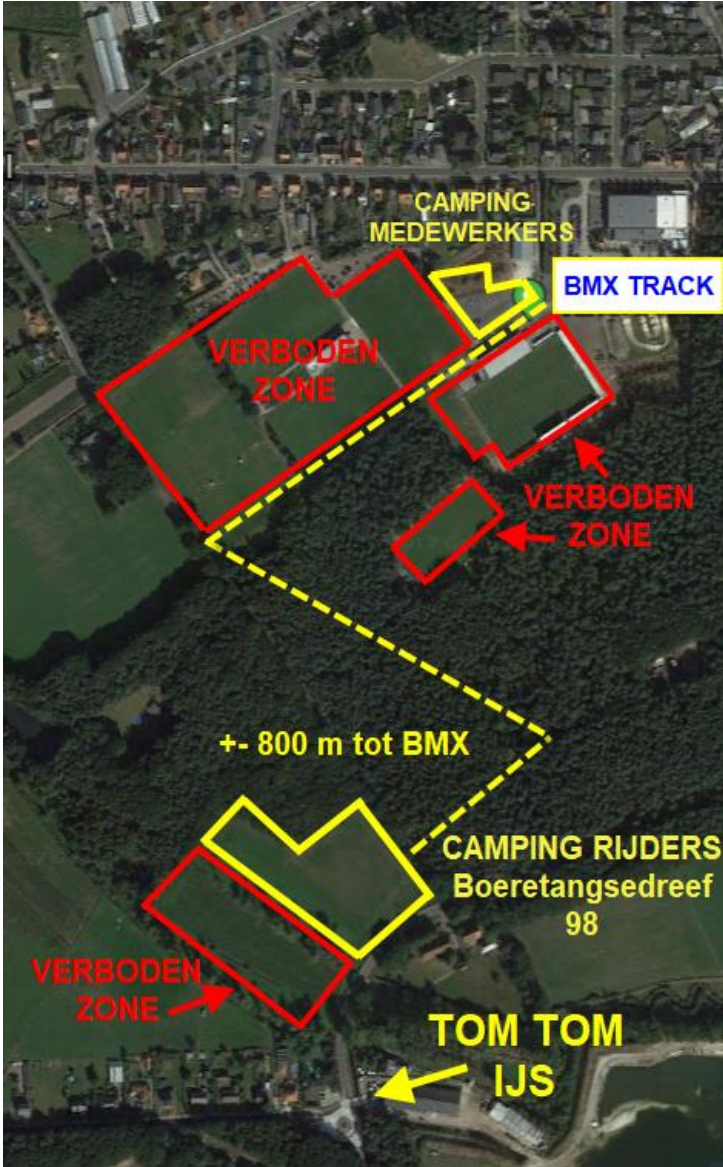 CAMPING
MEDEWERKERS
BMX TRACK
VERBODEN
ZONE
VERBODEN
ZONE
+- 800 m tot BMX
CAMPING RIJDERS
Boeretangsedreef
98
VERBODEN
ZONE
TOM TOM
IJS